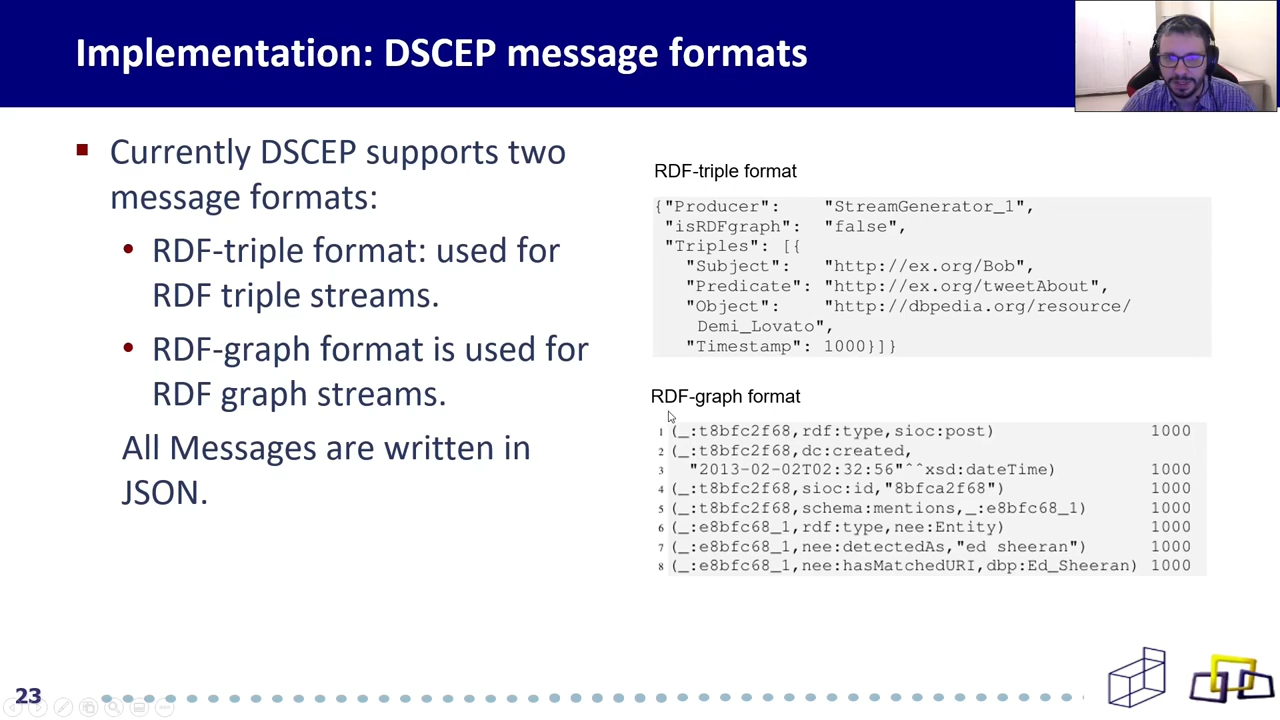 Implementation: DSCEP message formats
Currently DSCEP supports two
message formats:
RDF-triple format: used for
RDF triple streams.
RDF-graph format is used for
RDF graph streams.
All Messages are written in
JSON.
RDF-triple format
{"Producer": "StreamGenerator_1",
"isRDFgraph": "false",
"Triples": [{
"Subject": "http://ex.org/Bob",
"Predicate": "http://ex.org/tweetAbout",
"Object": "http://dbpedia.org/resource/
Demi_Lovato",
"Timestamp": 1000}]}
RDF-graph format
1 (_:t8bfc2f68,rdf:type,sioc:post) 1000
2 (_:t8bfc2f68,dc:created,
3 "2013-02-02T02:32:56"^^xsd:dateTime) 1000
4 (_:t8bfc2f68,sioc:id,"8bfca2f68") 1000
5 (_:t8bfc2f68,schema:mentions,_:e8bfc68_1) 1000
6 (_:e8bfc68_1,rdf:type,nee:Entity) 1000
7 (_:e8bfc68_1,nee:detectedAs,"ed sheeran") 1000
8 (_:e8bfc68_1,nee:hasMatchedURI,dbp:Ed_Sheeran) 1000
23